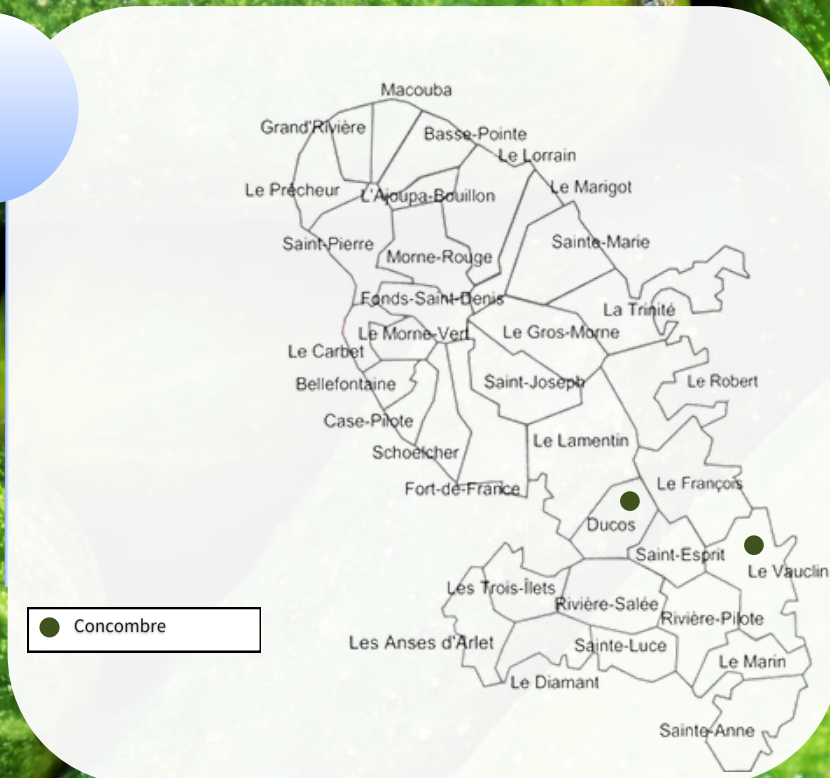 Macouba
Grand'Rivière
Basse-Pointe
Le Lorrain
Le Marigot
Le Prêcheur
L'Ajoupa-Bouillon
Saint-Pierre
Sainte-Marie
Morne-Rouge
Fonds-Saint-Denis
La Trinité
Le Morne-Vert
Le Gros-Morne
Le Carbet
Bellefontaine
Saint-Joseph
Le Robert
Case-Pilote
Le Lamentin
Schoelcher
Fort-de-France
Le François
Ducos
Saint-Esprit
Le Vauclin
Les Trois-Îlets
Rivière-Salée
Rivière-Pilote
Concombre
Les Anses d'Arlet
Sainte-Luce
Le Marin
Le Diamant
Sainte-Anne